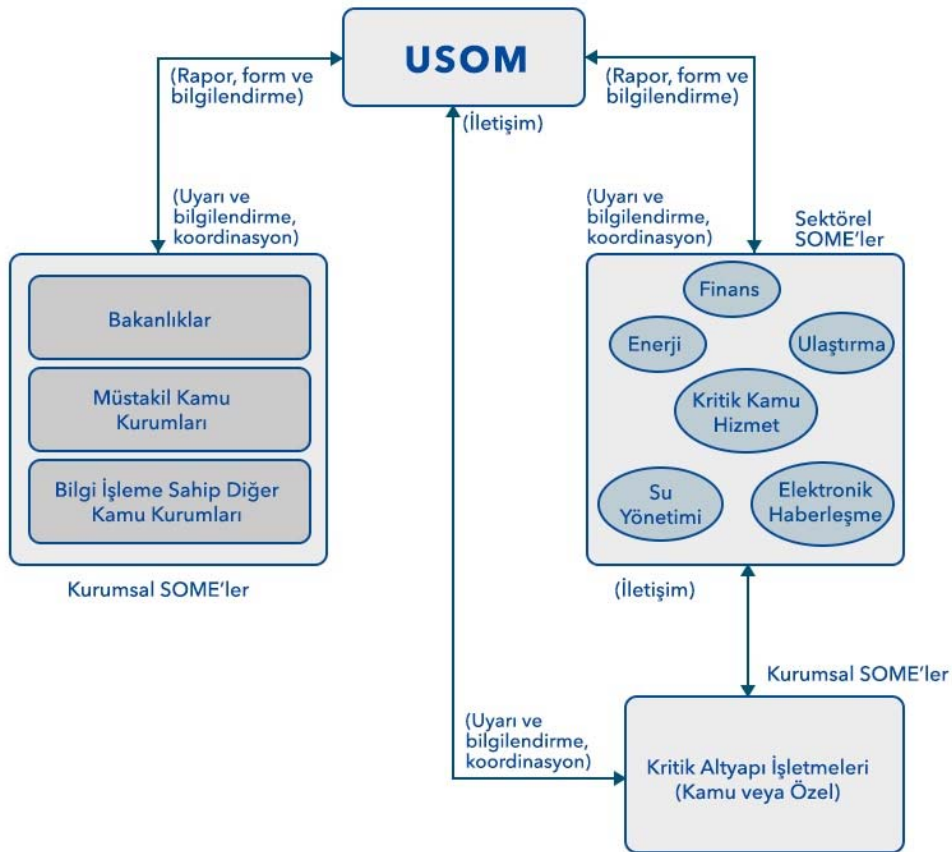 USOM
(Rapor, form ve
bilgilendirme)
(Rapor, form ve
bilgilendirme)
(İletişim)
(Uyarı ve
bilgilendirme,
koordinasyon)
(Uyarı ve
bilgilendirme,
koordinasyon)
Sektörel
SOME'ler
Bakanlıklar
Müstakil Kamu
Kurumları
Bilgi İşleme Sahip Diğer
Kamu Kurumları
Kurumsal SOME'ler
Finans
Enerji
Ulaştırma
Kritik Kamu
Hizmet
Su
Yönetimi
Elektronik
Haberleşme
(İletişim)
Kurumsal SOME'ler
(Uyarı ve
bilgilendirme,
koordinasyon)
Kritik Altyapı İşletmeleri
(Kamu veya Özel)